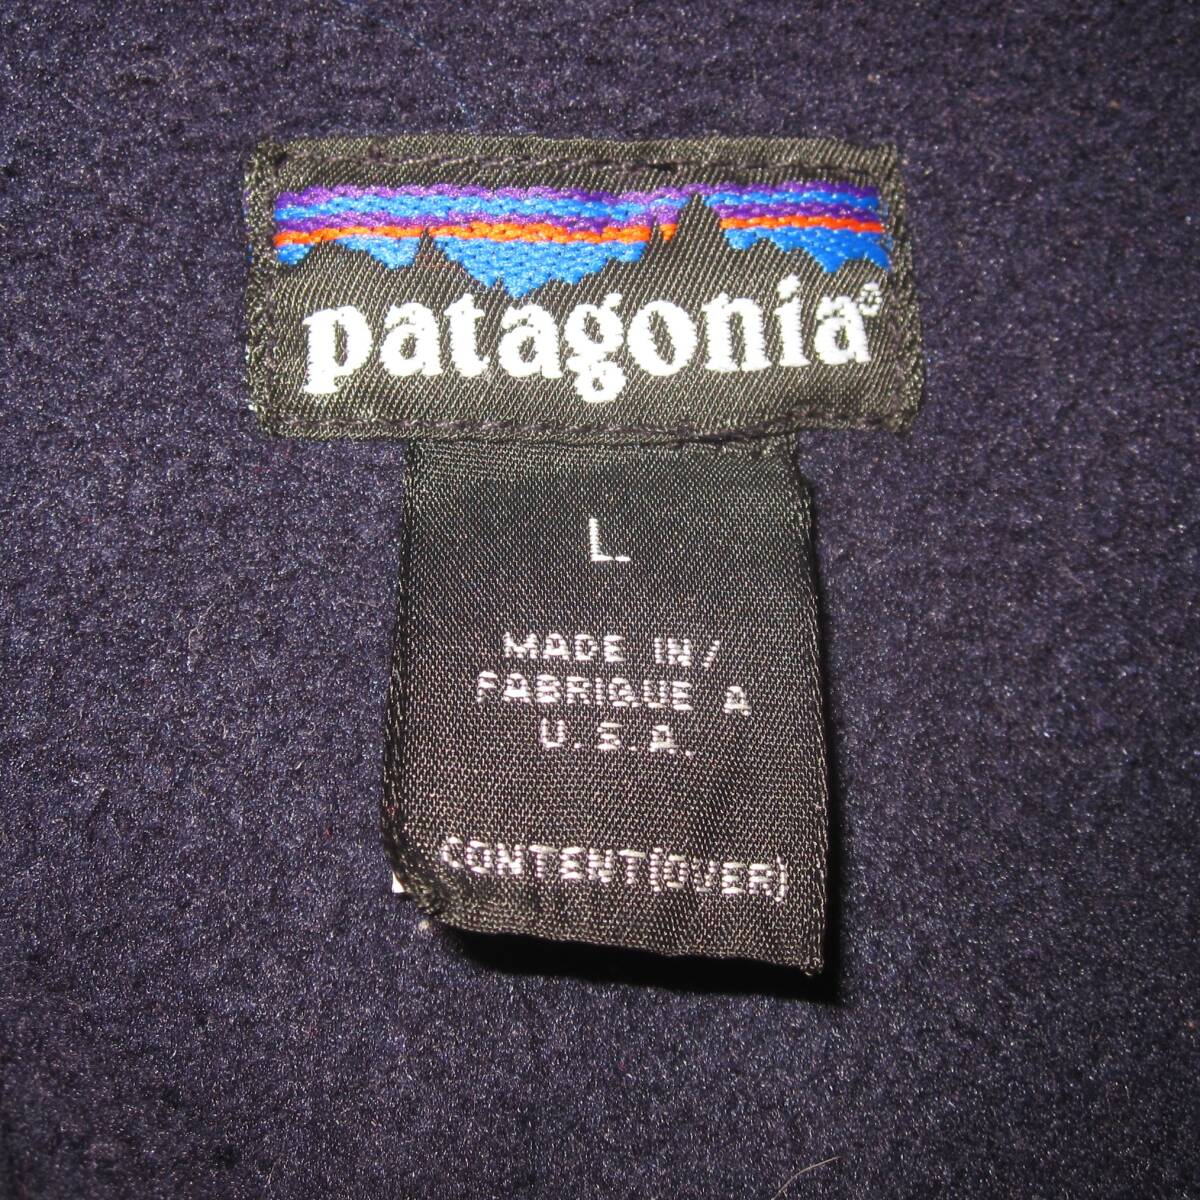 patagonia®
L.
MADE IN/
FABRIQUE A
U.S.A.
CONTENT(OVER)